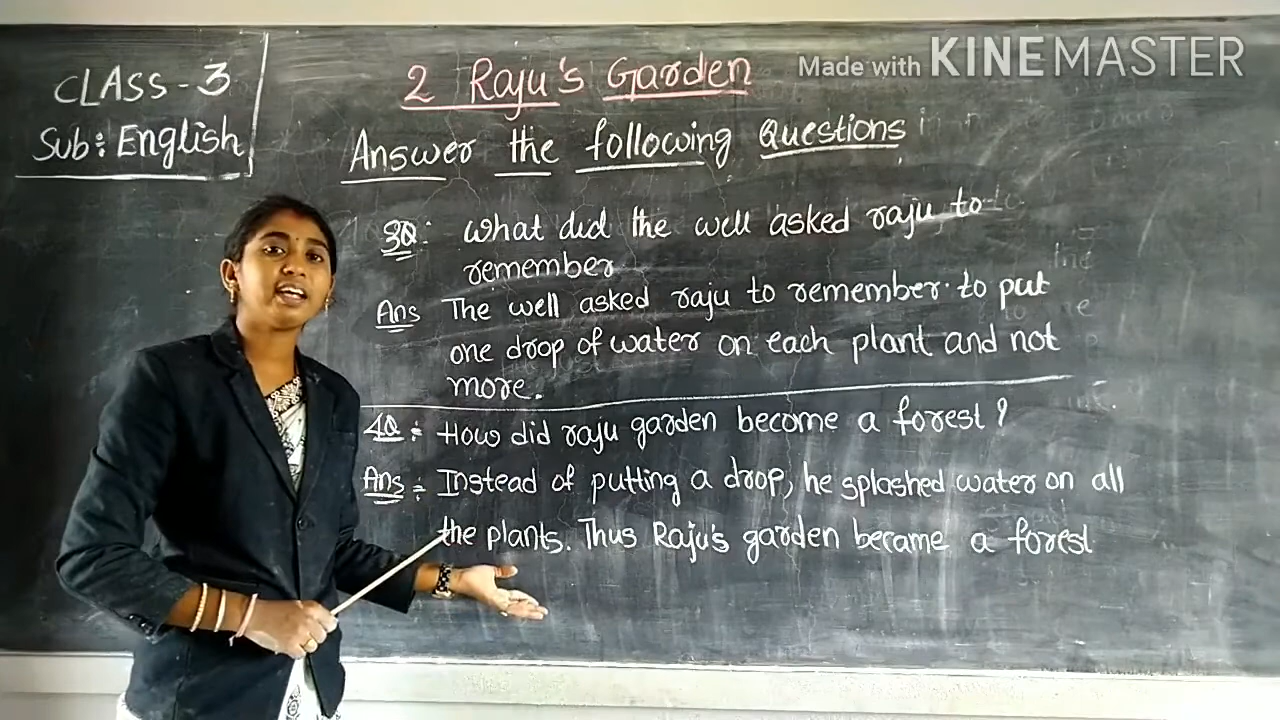 Made with KINEMASTER
CLASS - 3
Sub: English
2 Raju's Garden
Answer the following Questions
3Q: What did the well asked raju to
remember
Ans The well asked raju to remember. to put
one drop of water on each plant and not
more.
4Q: How did raju garden become a forest?
Ans: Instead of putting a drop, he splashed water on all
the plants. Thus Raju's garden became a forest